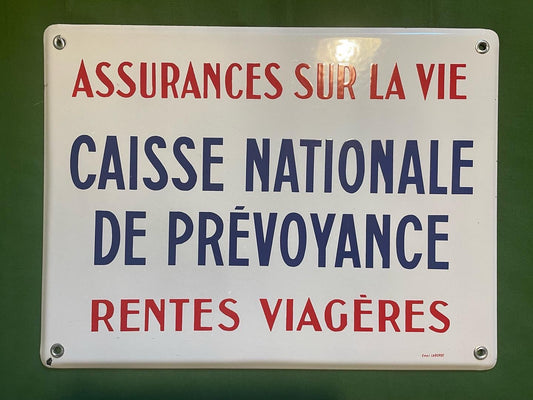 ASSURANCES SUR LA VIE
CAISSE NATIONALE
DE PRÉVOYANCE
RENTES VIAGÈRES